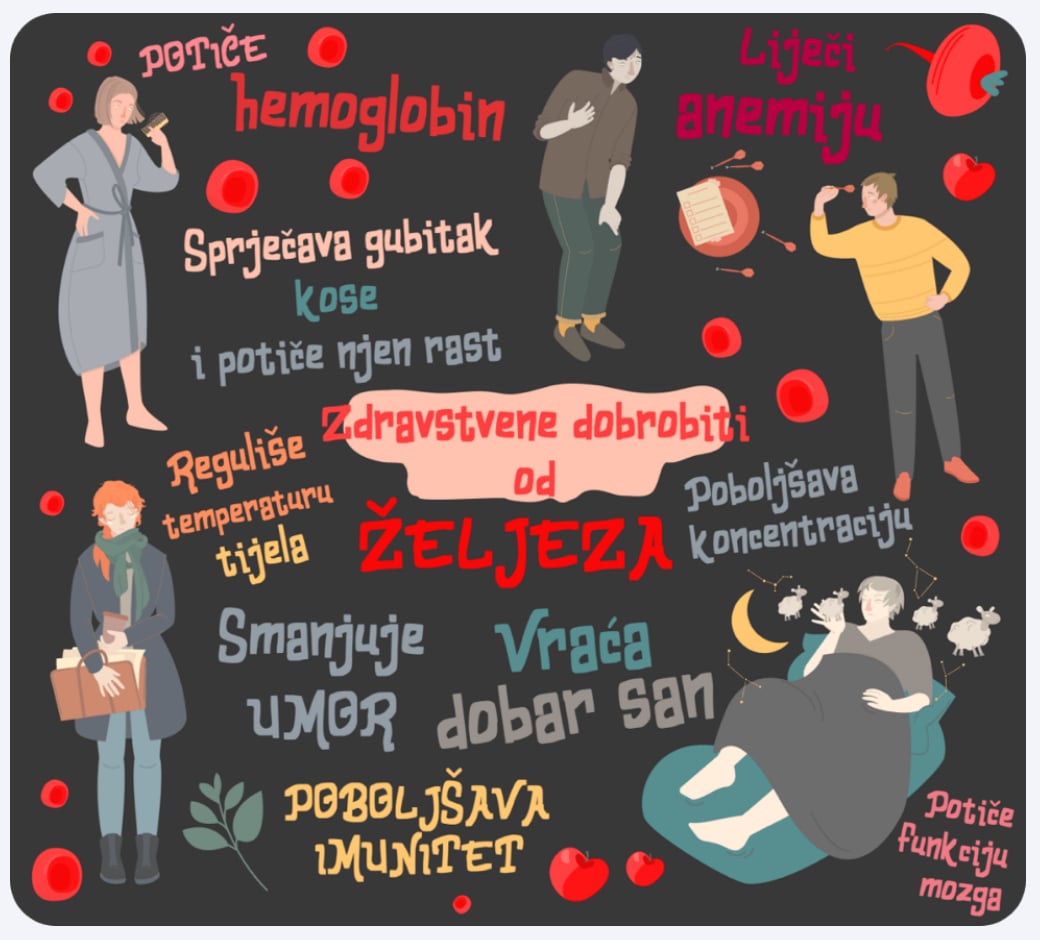 POTIČE
hemoglobin
Liječi
anemiju
Sprječava gubitak
kose
i potiče njen rast
Zdravstvene dobrobiti
od
ŽELJEZA
Reguliše
temperaturu
tijela
Poboljšava
koncentraciju
Smanjuje
UMOR
Vraća
dobar san
POBOLJŠAVA
IMUNITET
Potiče
funkciju
mozga